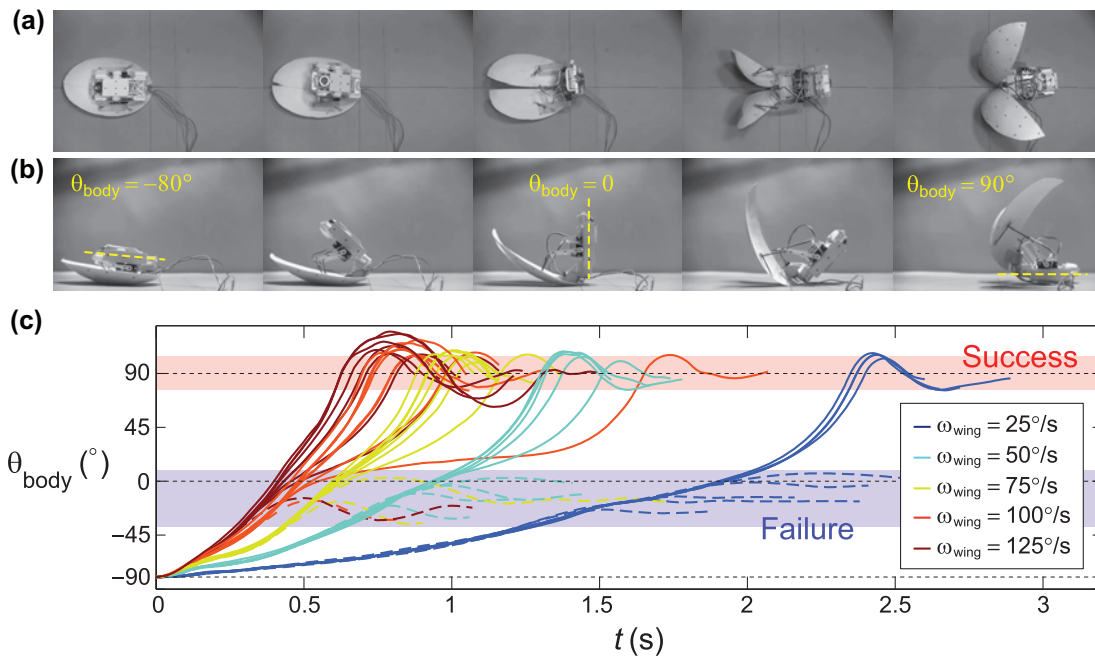 (a)
(b)
θbody = −80°
θbody = 0
θbody = 90°
(c)
Success
Failure
θbody (°)
90
45
0
−45
−90
0
0.5
1
1.5
2
2.5
3
t (s)
ωwing = 25°/s
ωwing = 50°/s
ωwing = 75°/s
ωwing = 100°/s
ωwing = 125°/s